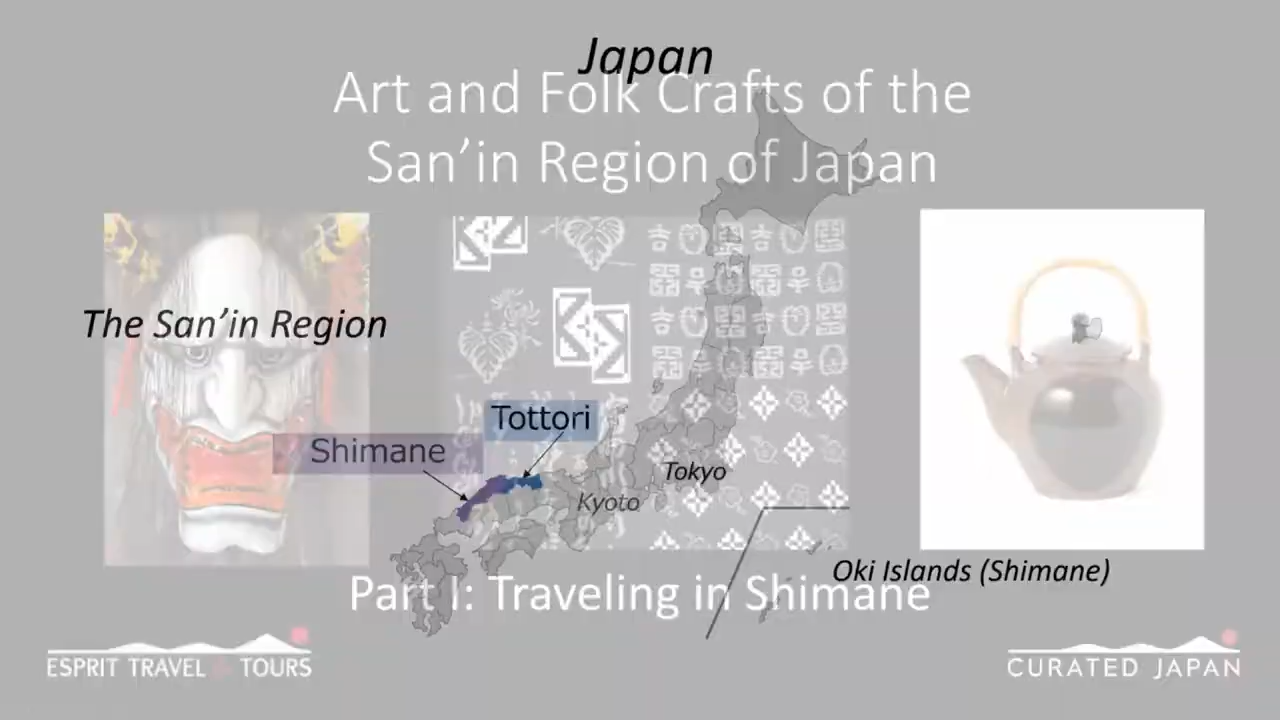 Japan
Art and Folk Crafts of the
San’in Region of Japan
The San’in Region
Tottori
Shimane
Tokyo
Kyoto
Oki Islands (Shimane)
Part I: Traveling in Shimane
ESPRIT TRAVEL & TOURS
CURATED JAPAN